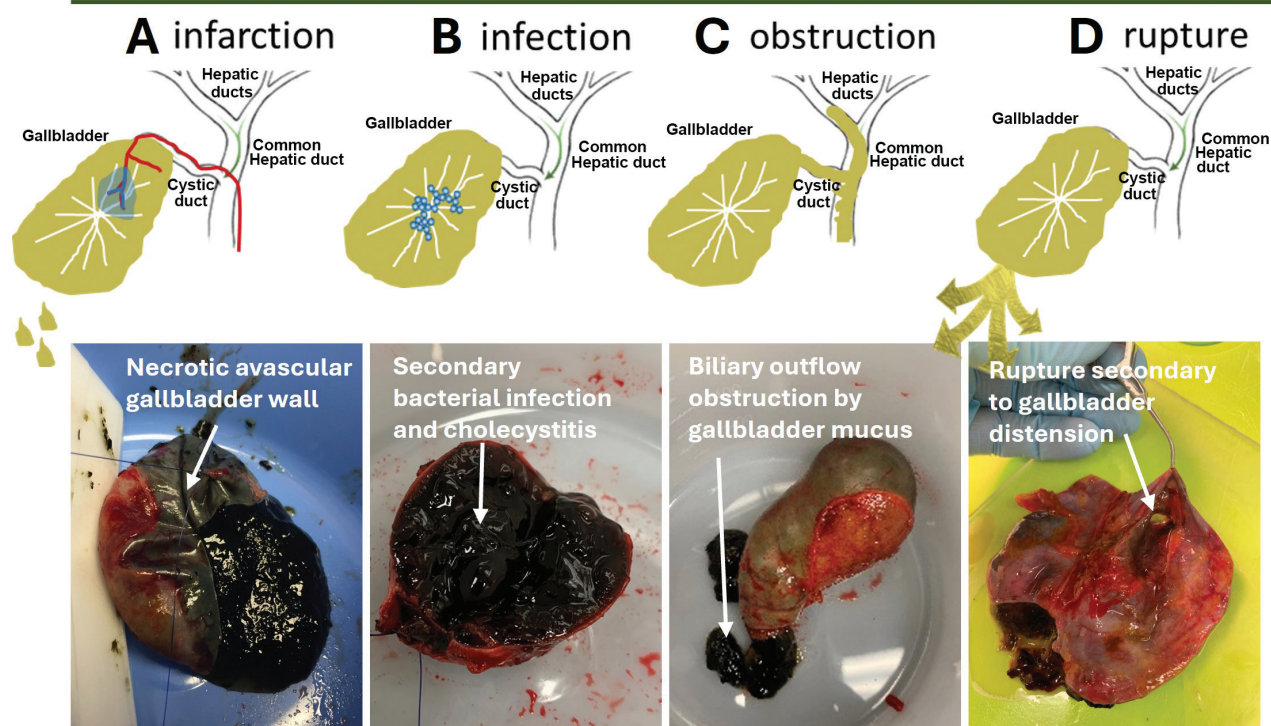 A infarction
Hepatic
ducts
Gallbladder
Common
Hepatic duct
Cystic
duct
Necrotic avascular
gallbladder wall
B infection
Hepatic
ducts
Gallbladder
Common
Hepatic duct
Cystic
duct
Secondary
bacterial infection
and cholecystitis
C obstruction
Hepatic
ducts
Gallbladder
Common
Hepatic duct
Cystic
duct
Biliary outflow
obstruction by
gallbladder mucus
D rupture
Hepatic
ducts
Gallbladder
Common
Hepatic
duct
Cystic
duct
Rupture secondary
to gallbladder
distension